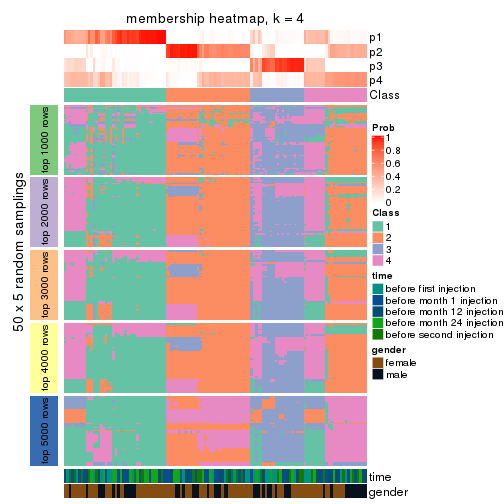 membership heatmap, k = 4
p1
p2
p3
p4
Class
50 x 5 random samplings
top 1000 rows
top 2000 rows
top 3000 rows
top 4000 rows
top 5000 rows
time
gender
Prob
1
0.8
0.6
0.4
0.2
0
Class
1
2
3
4
time
before first injection
before month 1 injection
before month 12 injection
before month 24 injection
before second injection
gender
female
male